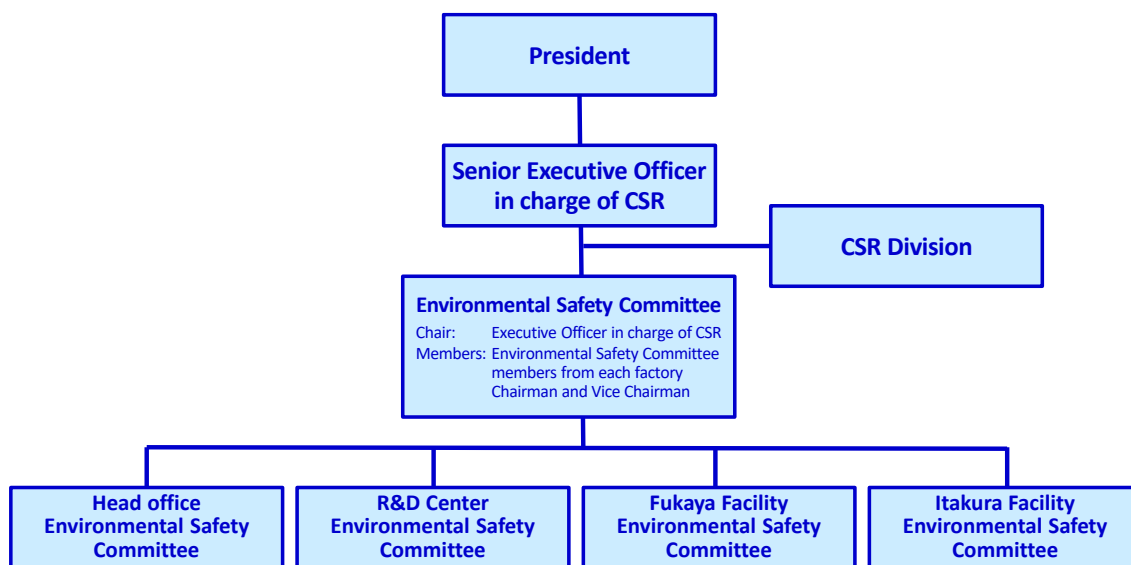 President
Senior Executive Officer
in charge of CSR
CSR Division
Environmental Safety Committee
Chair: Executive Officer in charge of CSR
Members: Environmental Safety Committee
members from each factory
Chairman and Vice Chairman
Head office
Environmental Safety
Committee
R&D Center
Environmental Safety
Committee
Fukaya Facility
Environmental Safety
Committee
Itakura Facility
Environmental Safety
Committee